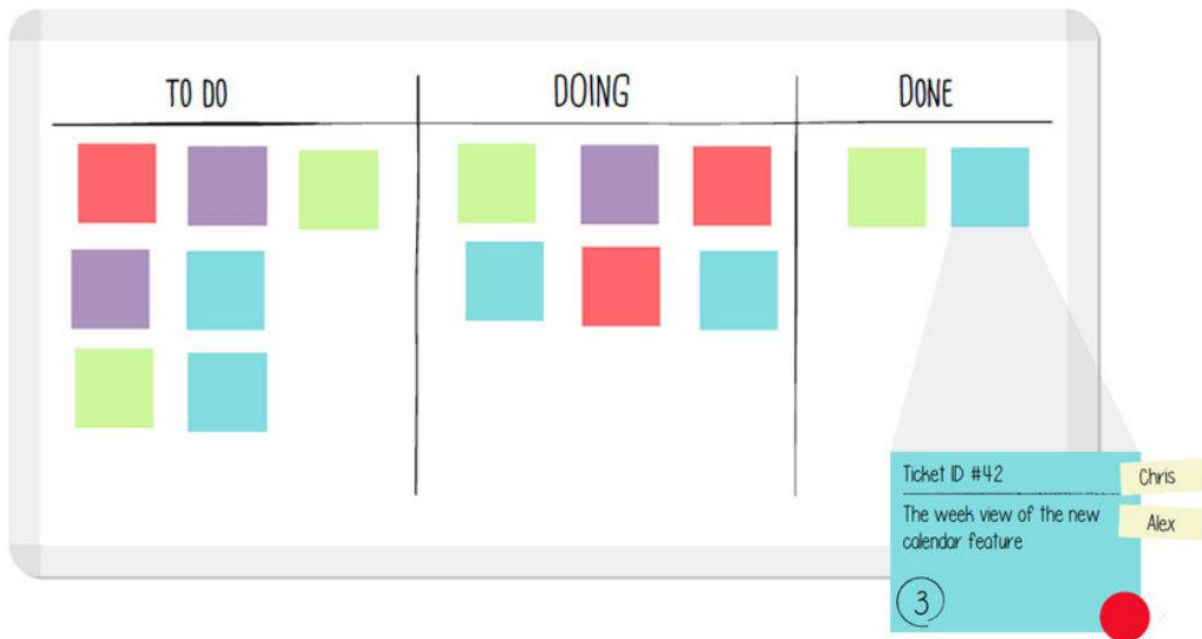 TO DO
DOING
DONE
Ticket ID #42
Chris
The week view of the new
calendar feature
Alex
3